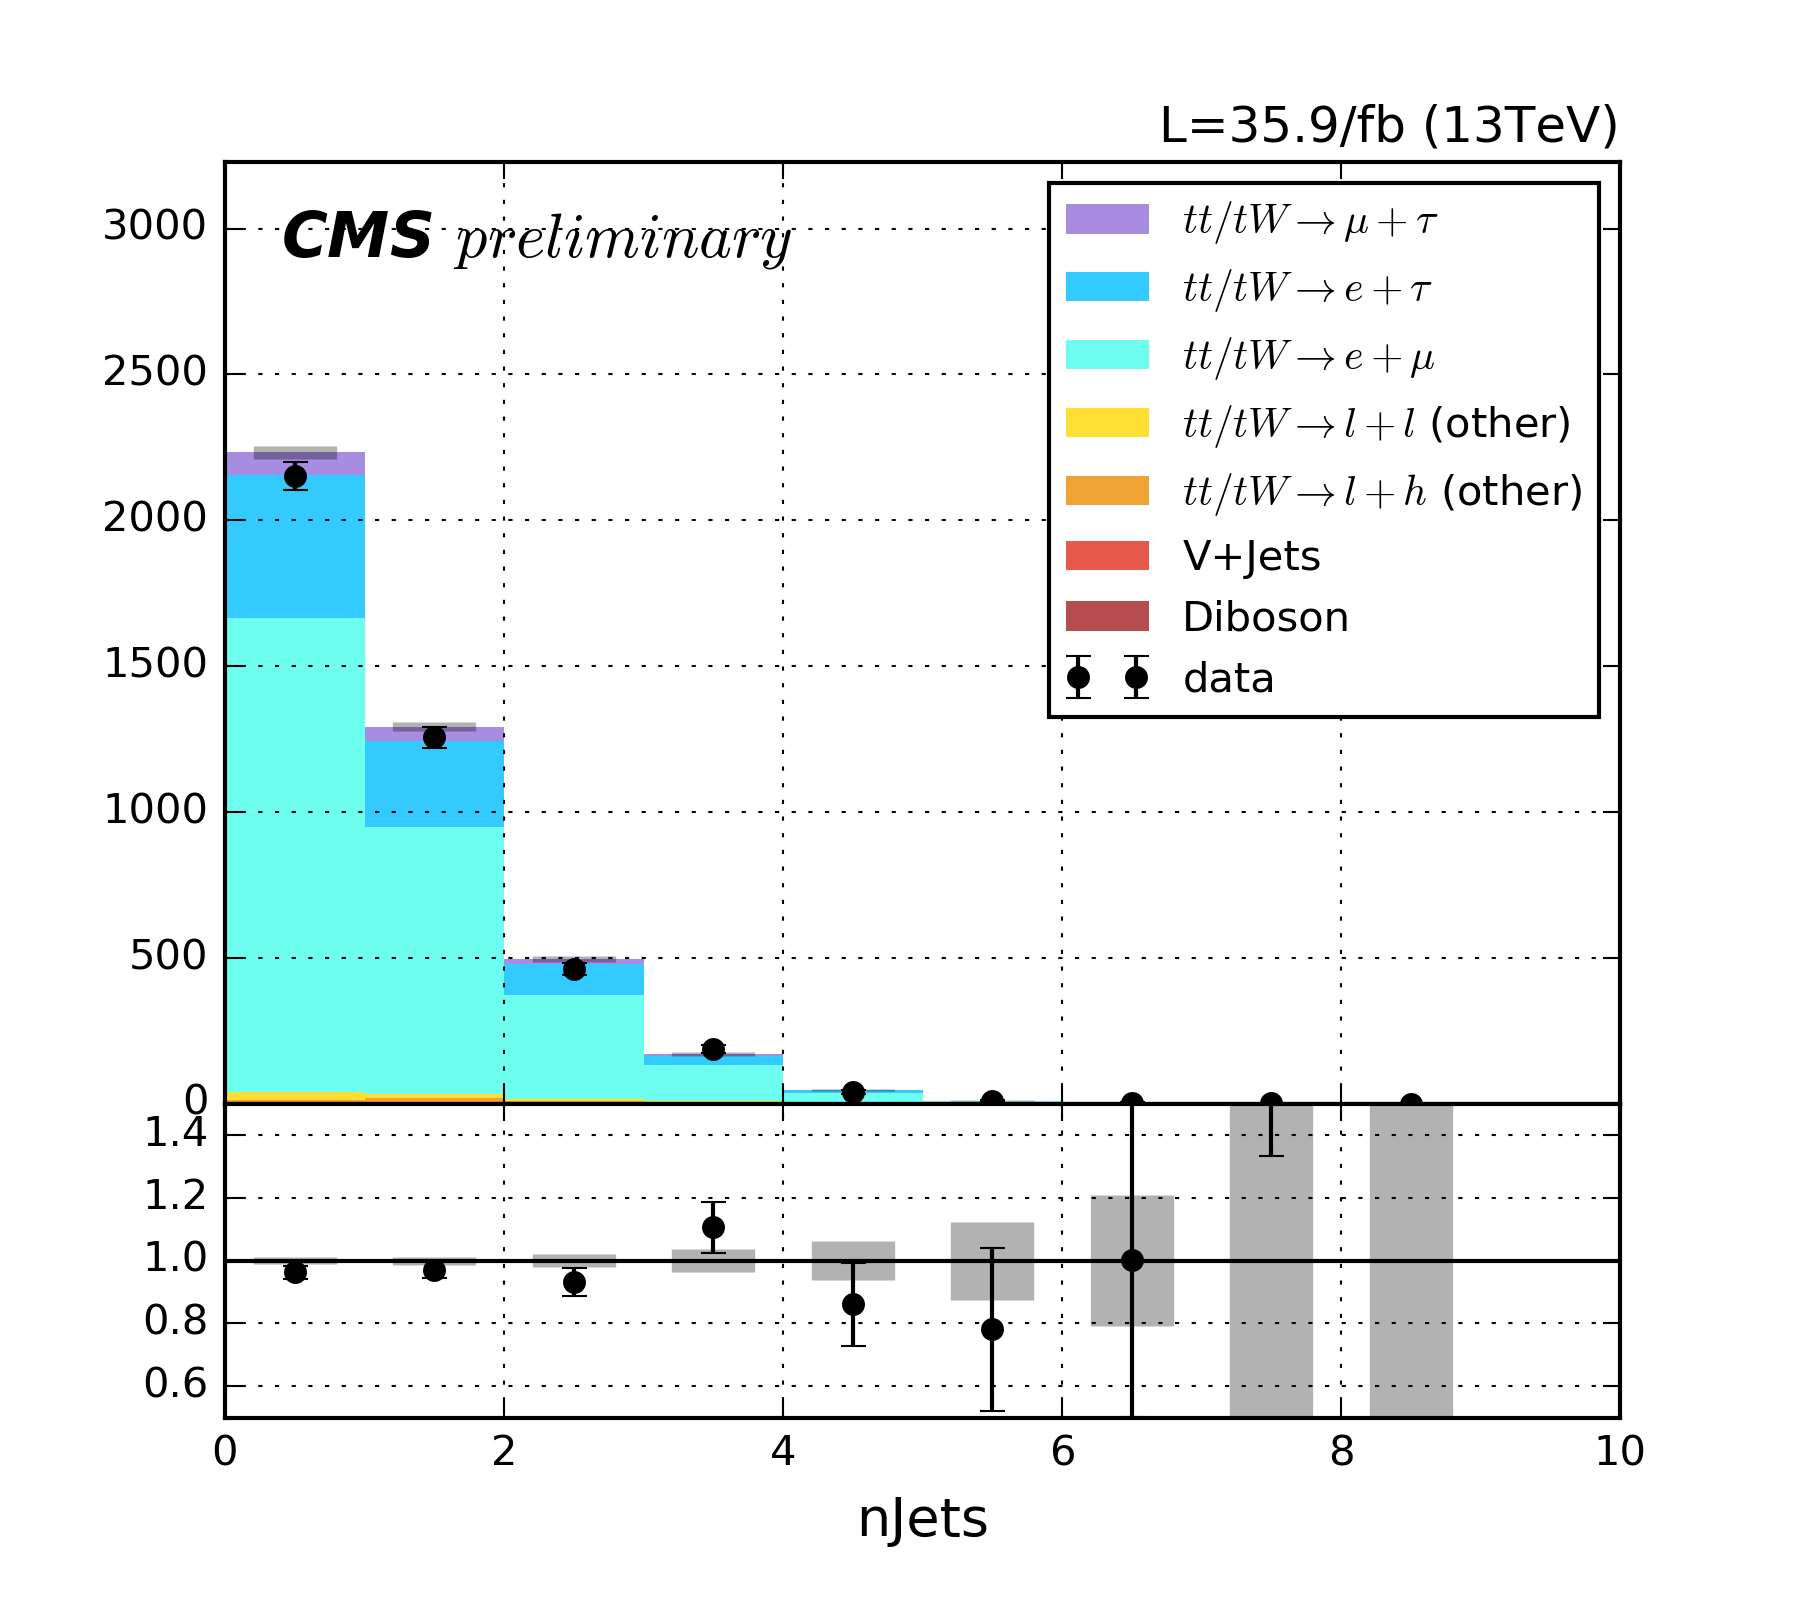 L=35.9/fb (13TeV)
CMS preliminary
3000
2500
2000
1500
1000
500
0
tt/tW→μ+τ
tt/tW→e+τ
tt/tW→e+μ
tt/tW→l+l (other)
tt/tW→l+h (other)
V+Jets
Diboson
data
1.4
1.2
1.0
0.8
0.6
0 2 4 6 8 10
nJets